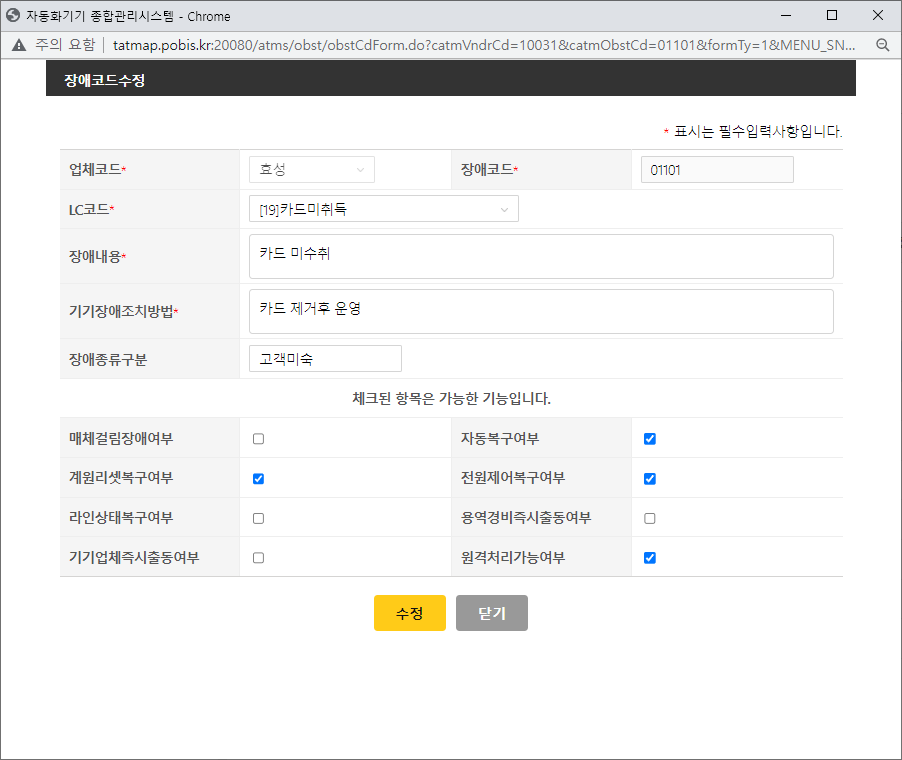 자동화기기 종합관리시스템 - Chrome
주의 요함 | tatmap.pobis.kr:20080/atms/obst/obstCdForm.do?catmVndrCd=10031&catmObstCd=01101&formTy=1&MENU_SN...
장애코드수정
* 표시는 필수입력사항입니다.
업체코드* 효성 장애코드* 01101
LC코드* [19]카드미취득
장애내용* 카드 미수취
기기장애조치방법* 카드 제거후 운영
장애종류구분 고객미숙
체크된 항목은 가능한 기능입니다.
매체걸림장애여부 자동복구여부
계원리셋복구여부 전원제어복구여부
라인상태복구여부 용역경비즉시출동여부
기기업체즉시출동여부 원격처리가능여부
수정 닫기